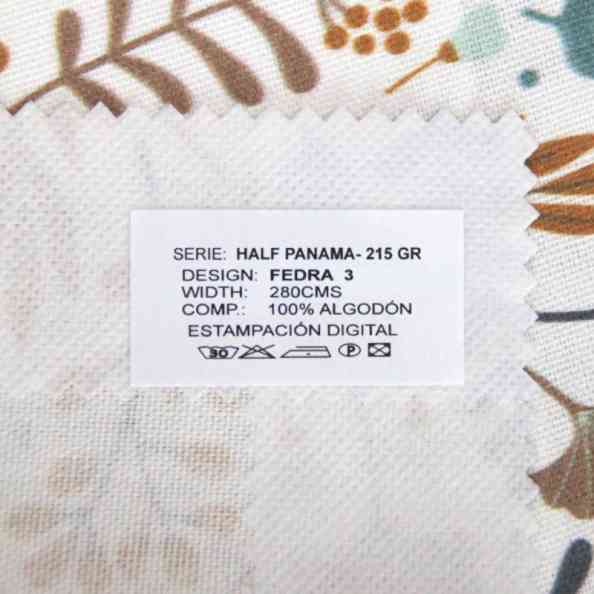 SERIE: HALF PANAMA- 215 GR
DESIGN: FEDRA 3
WIDTH: 280CMS
COMP.: 100% ALGODÓN
ESTAMPACIÓN DIGITAL
30 P